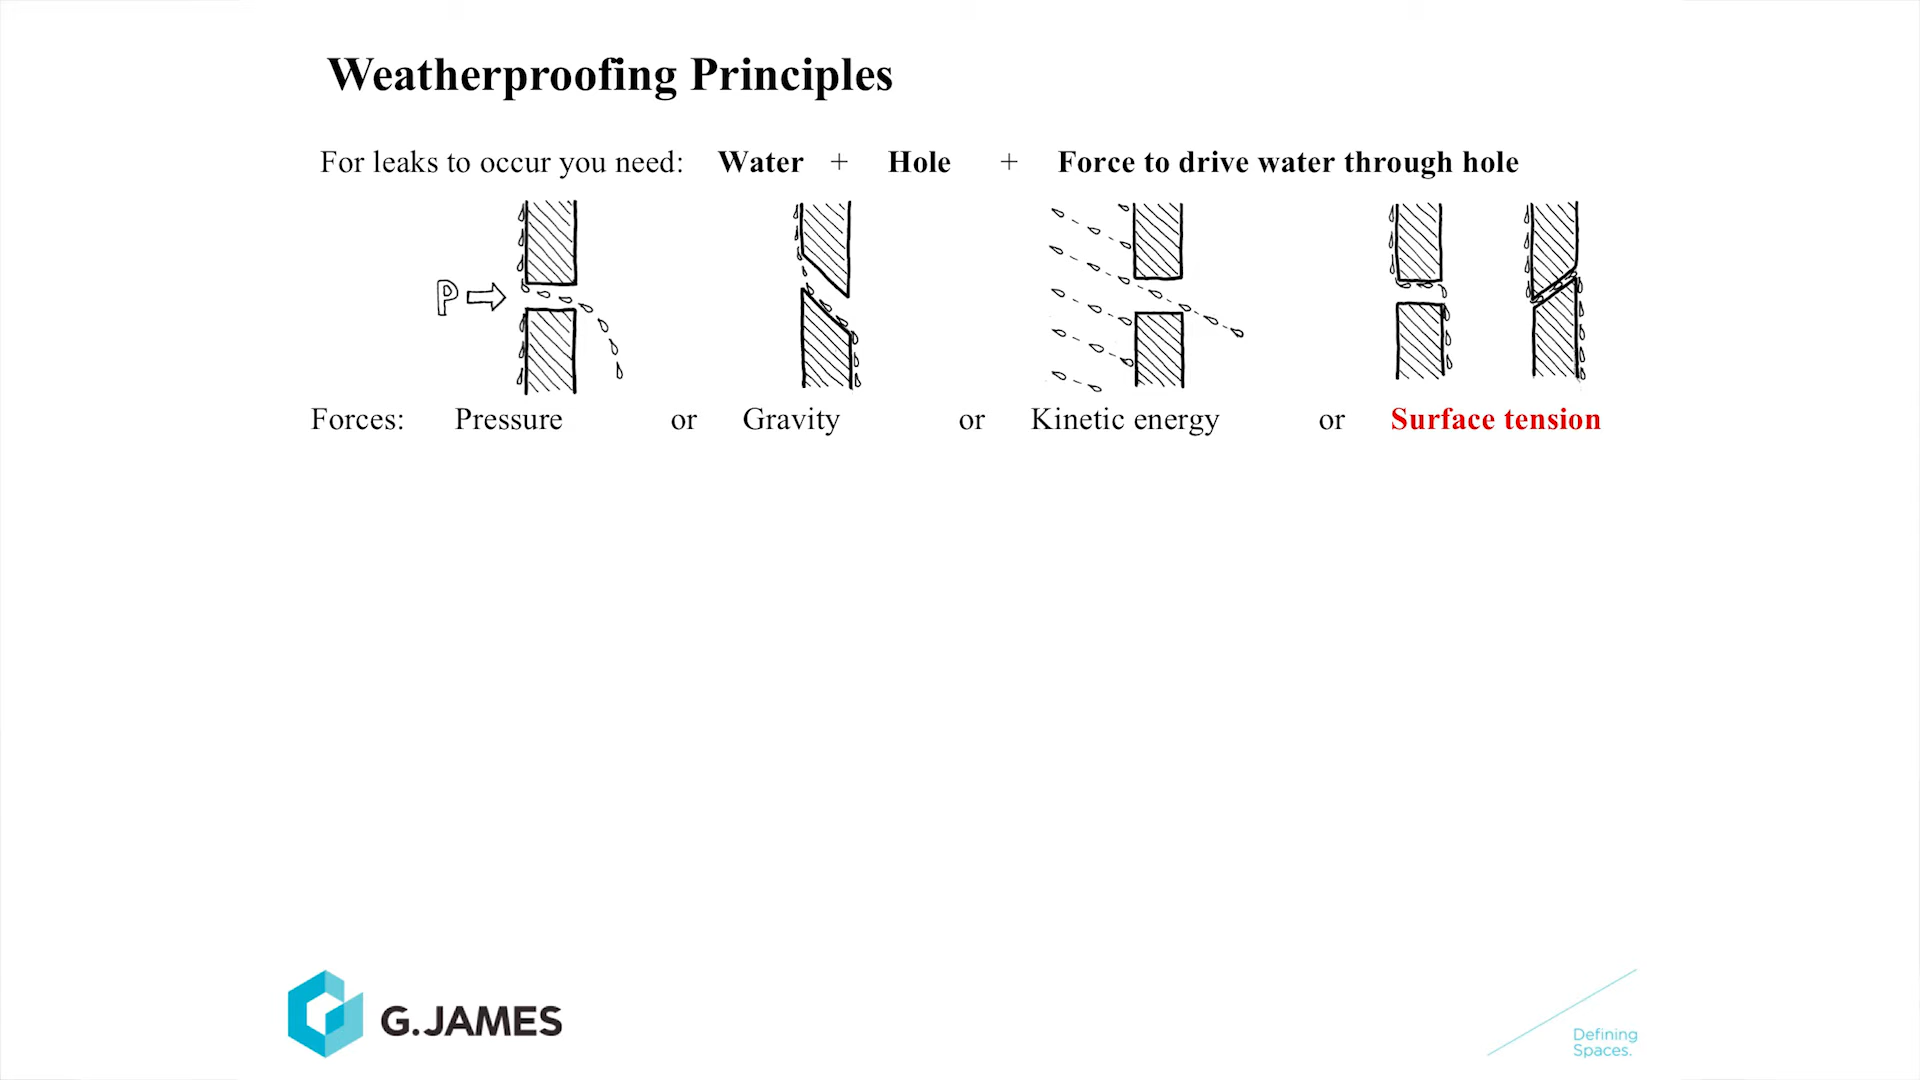 Weatherproofing Principles
For leaks to occur you need: Water + Hole + Force to drive water through hole
P
Forces: Pressure or Gravity or Kinetic energy or Surface tension
G.JAMES
Defining
Spaces.